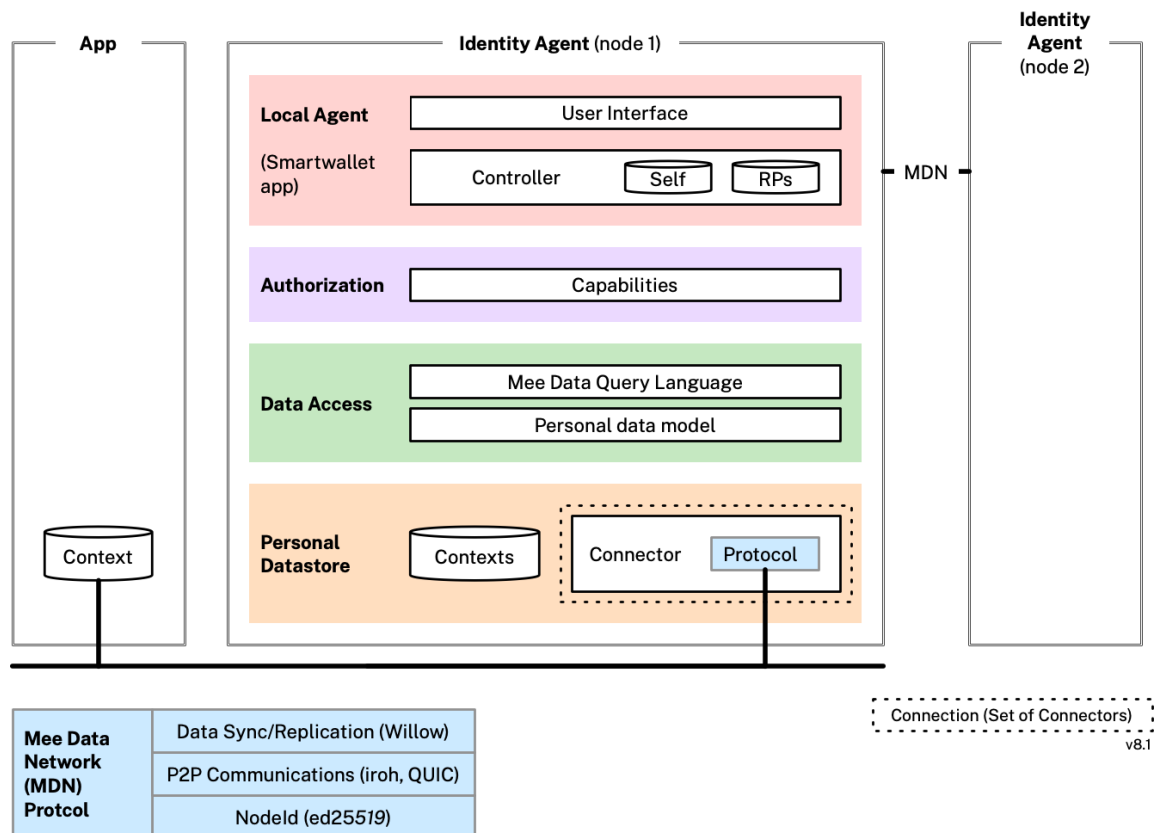 App
Identity Agent (node 1)
Identity
Agent
(node 2)
Local Agent
(Smartwallet
app)
User Interface
Controller
Self
RPs
MDN
Authorization
Capabilities
Data Access
Mee Data Query Language
Personal data model
Context
Personal
Datastore
Contexts
Connector
Protocol
Mee Data
Network
(MDN)
Protcol
Data Sync/Replication (Willow)
P2P Communications (iroh, QUIC)
NodeId (ed25519)
Connection (Set of Connectors)
v8.1